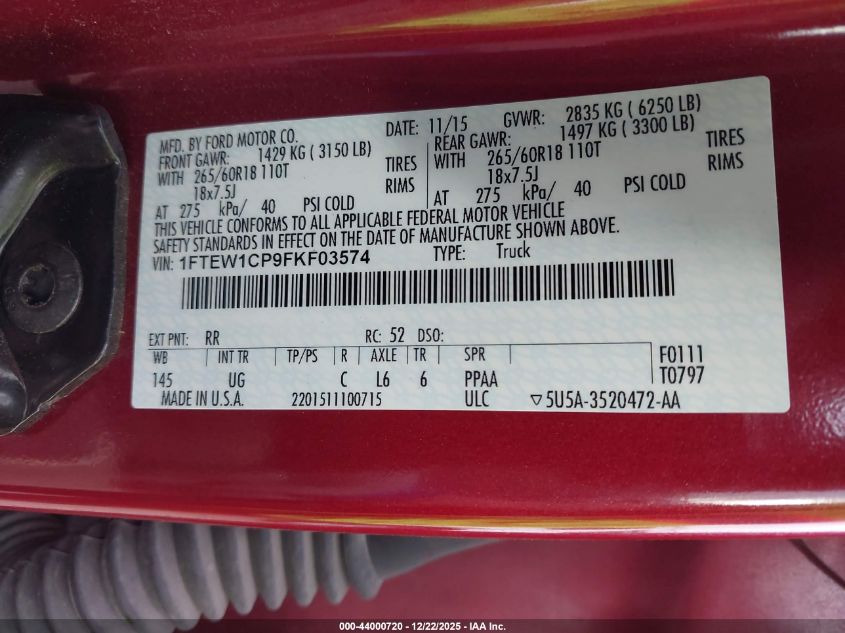 MFD. BY FORD MOTOR CO. DATE: 11/15 GVWR: 2835 KG ( 6250 LB)
FRONT GAWR: 1429 KG ( 3150 LB) REAR GAWR: 1497 KG ( 3300 LB)
WITH 265/60R18 110T TIRES WITH 265/60R18 110T TIRES
18x7.5J RIMS 18x7.5J RIMS
AT 275 kPa/ 40 PSI COLD AT 275 kPa/ 40 PSI COLD
THIS VEHICLE CONFORMS TO ALL APPLICABLE FEDERAL MOTOR VEHICLE
SAFETY STANDARDS IN EFFECT ON THE DATE OF MANUFACTURE SHOWN ABOVE.
VIN: 1FTEW1CP9FKF03574 TYPE: Truck
EXT PNT: RR RC: 52 DSO:
WB INT TR TP/PS R AXLE TR SPR F0111
145 UG C L6 6 PPAA T0797
MADE IN U.S.A. 2201511100715 ULC ▽5U5A-3520472-AA
000-44000720 - 12/22/2025 - IAA Inc.